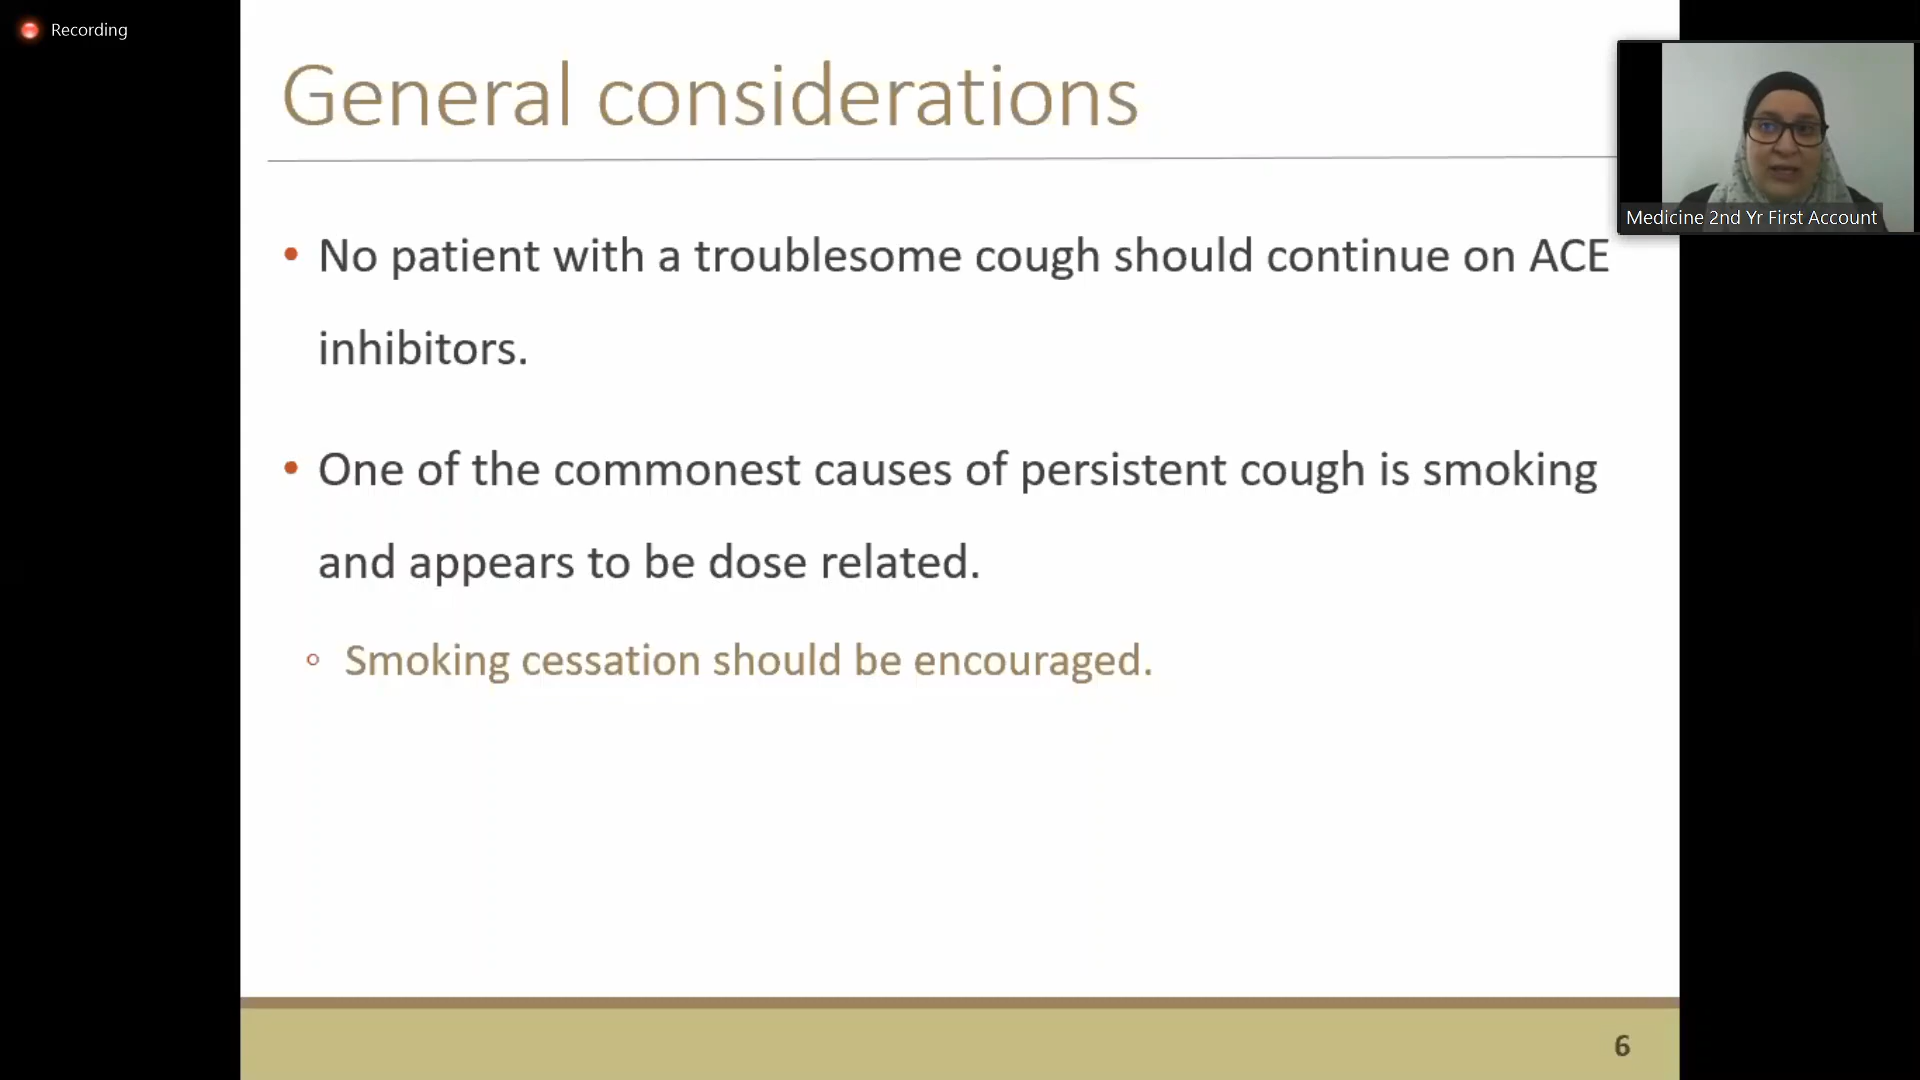 Recording
General considerations
Medicine 2nd Yr First Account
• No patient with a troublesome cough should continue on ACE
inhibitors.
• One of the commonest causes of persistent cough is smoking
and appears to be dose related.
◦ Smoking cessation should be encouraged.
6